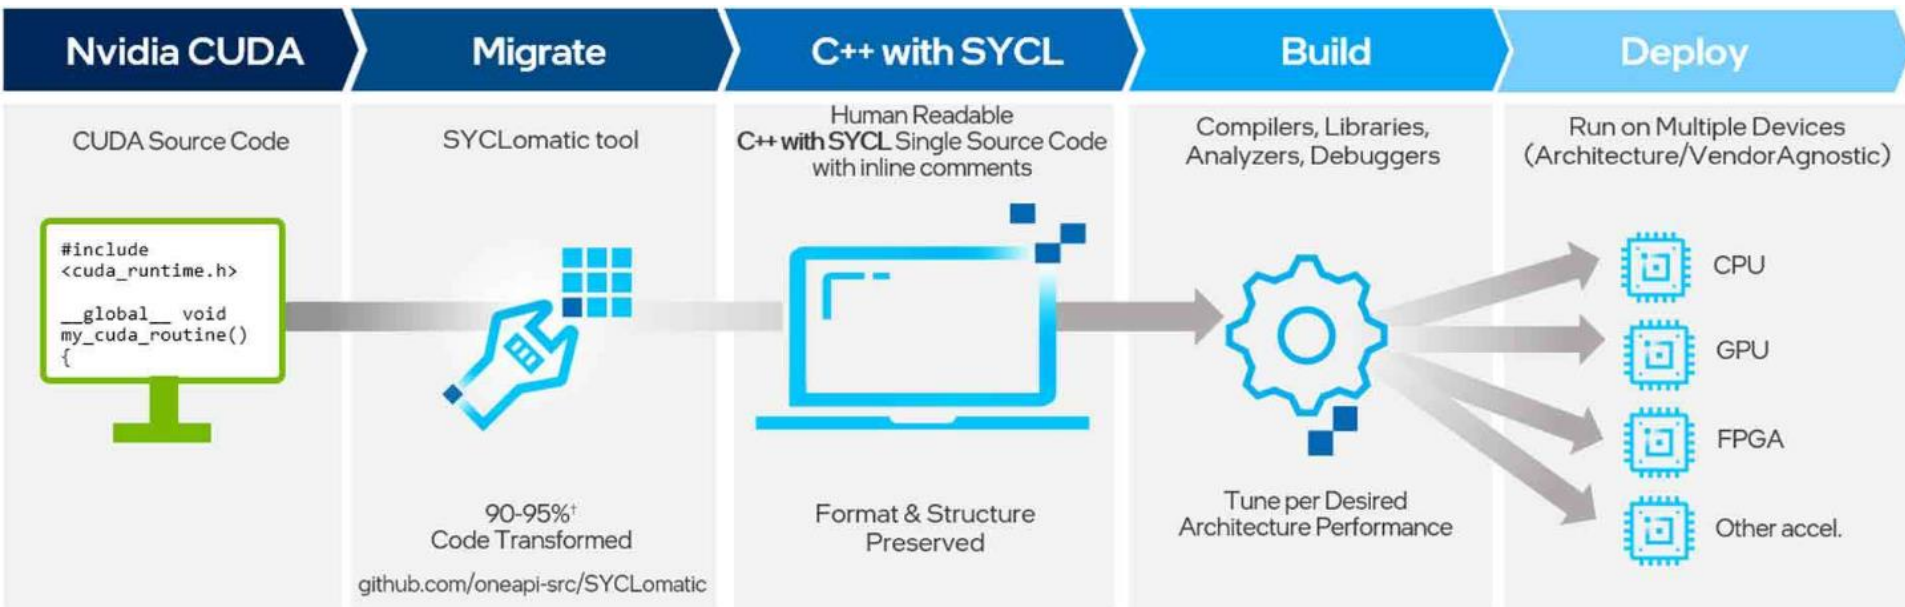 Nvidia CUDA
Migrate
C++ with SYCL
Build
Deploy
CUDA Source Code
#include
<cuda_runtime.h>
__global__ void
my_cuda_routine()
{
SYCLomatic tool
90-95%†
Code Transformed
github.com/oneapi-src/SYCLomatic
Human Readable
C++ with SYCL Single Source Code
with inline comments
Format & Structure
Preserved
Compilers, Libraries,
Analyzers, Debuggers
Tune per Desired
Architecture Performance
Run on Multiple Devices
(Architecture/VendorAgnostic)
CPU
GPU
FPGA
Other accel.